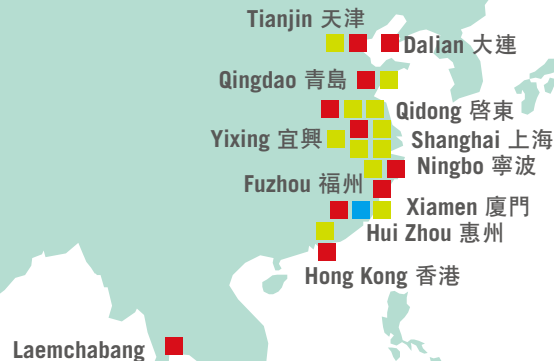 Tianjin 天津
Dalian 大連
Qingdao 青島
Qidong 啓東
Yixing 宜興
Shanghai 上海
Ningbo 寧波
Fuzhou 福州
Xiamen 廈門
Hui Zhou 惠州
Hong Kong 香港
Laemchabang